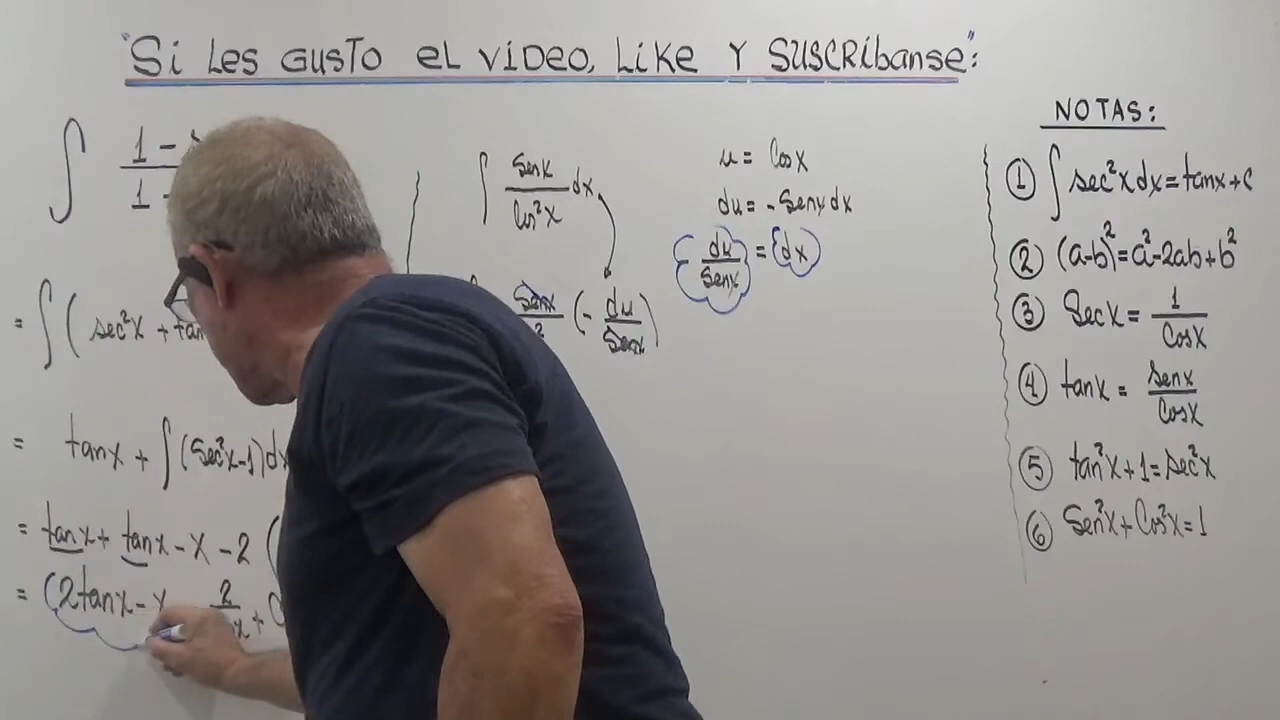 "Si Les Gusto el Video, Like Y Suscribanse":
∫ 1 -
1 -
= ∫ ( sec²x + tan
= tanx + ∫(Sec²x-1)d
= tanx + tanx - x - 2 (
= (2tanx - x 2 x + C
∫ Senx/Cos²x dx
Senx/2 (- du/Senx)
u = Cosx
du = -Senx dx
du/Senx = dx
NOTAS:
① ∫ sec²x dx = tanx + c
② (a-b)² = a² - 2ab + b²
③ Secx = 1/Cosx
④ tanx = senx/Cosx
⑤ tan²x + 1 = sec²x
⑥ Sen²x + Cos²x = 1